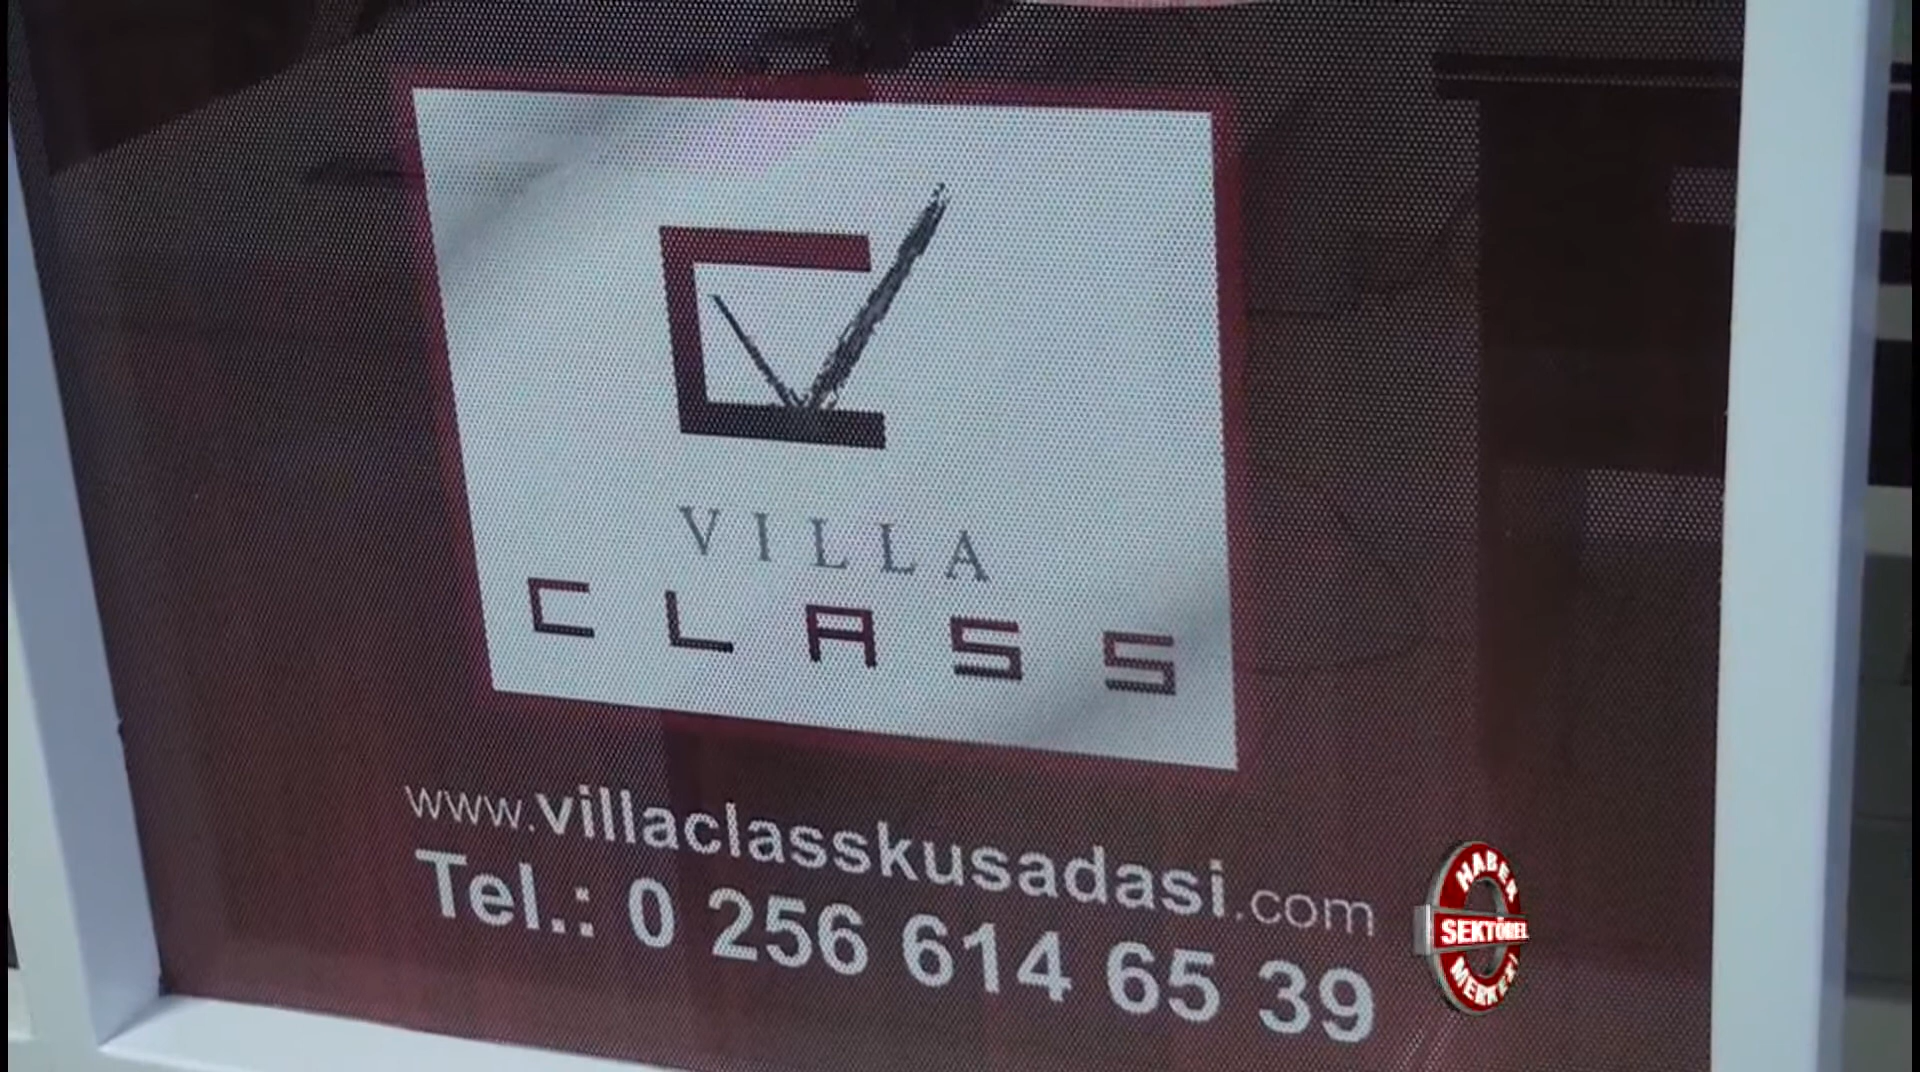 VILLA
CLASS
www.villaclasskusadasi.com
Tel.: 0 256 614 65 39
HABER
SEKTÖREL
MERKEZİ